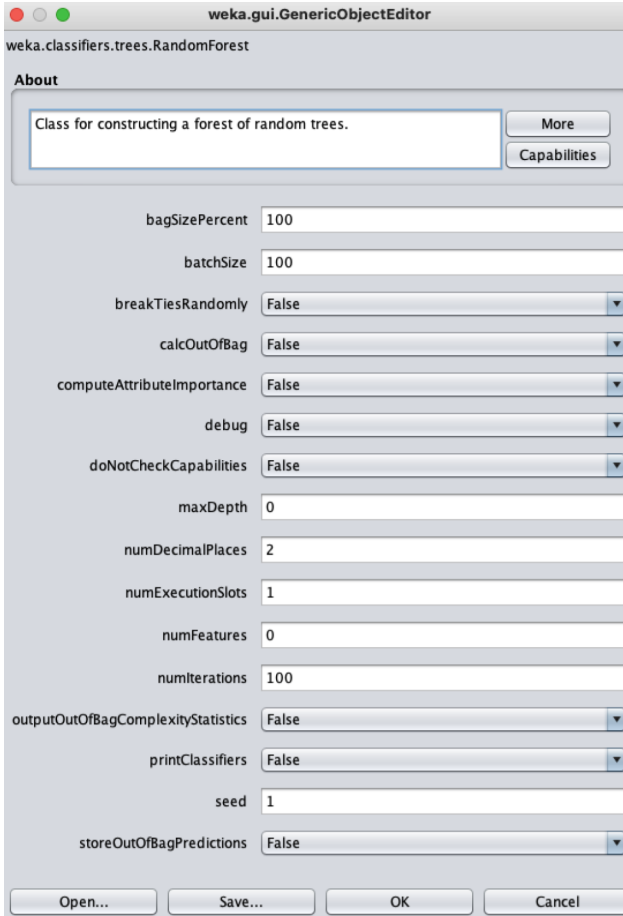 weka.gui.GenericObjectEditor
weka.classifiers.trees.RandomForest
About
Class for constructing a forest of random trees.
More
Capabilities
bagSizePercent 100
batchSize 100
breakTiesRandomly False
calcOutOfBag False
computeAttributeImportance False
debug False
doNotCheckCapabilities False
maxDepth 0
numDecimalPlaces 2
numExecutionSlots 1
numFeatures 0
numIterations 100
outputOutOfBagComplexityStatistics False
printClassifiers False
seed 1
storeOutOfBagPredictions False
Open... Save... OK Cancel